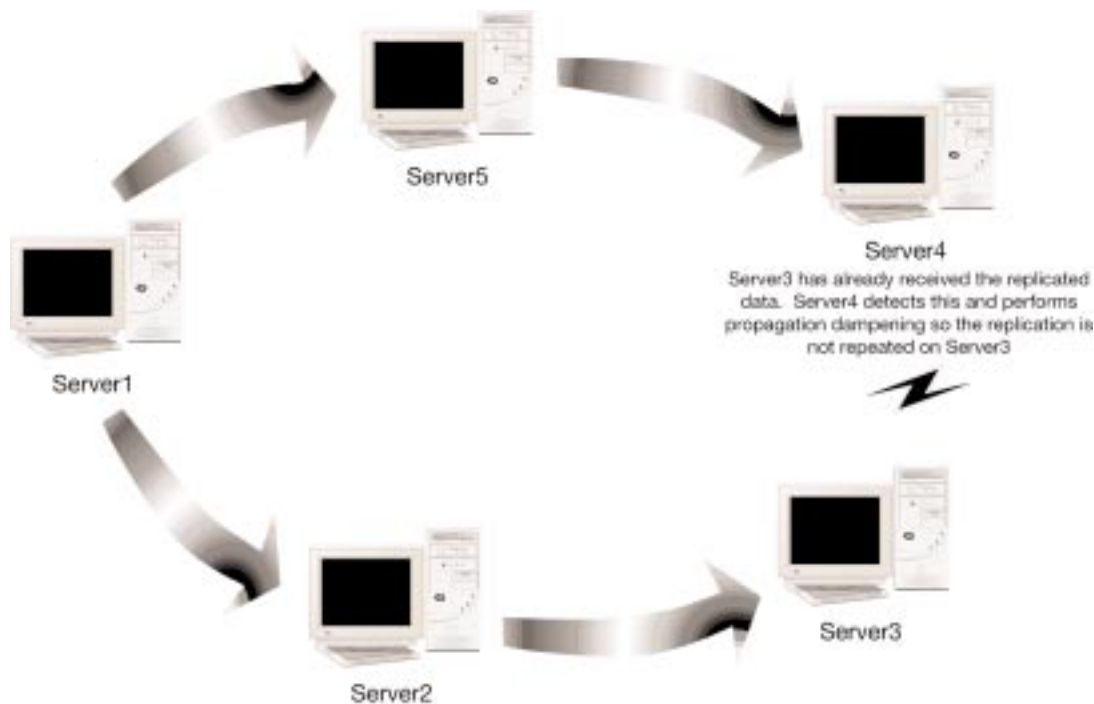 Server5
Server4
Server3 has already received the replicated
data. Server4 detects this and performs
propagation dampening so the replication is
not repeated on Server3
Server1
Server3
Server2